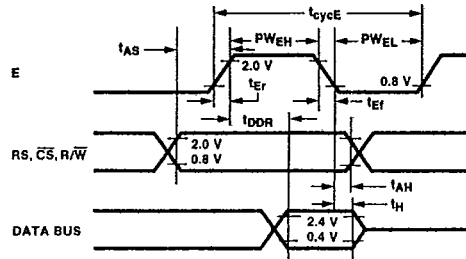 tcycE
tAS
PWEH
PWEL
E
2.0 V
0.8 V
tEr
tEf
tDDR
RS, C̅S̅, R/W̅
2.0 V
0.8 V
tAH
tH
DATA BUS
2.4 V
0.4 V